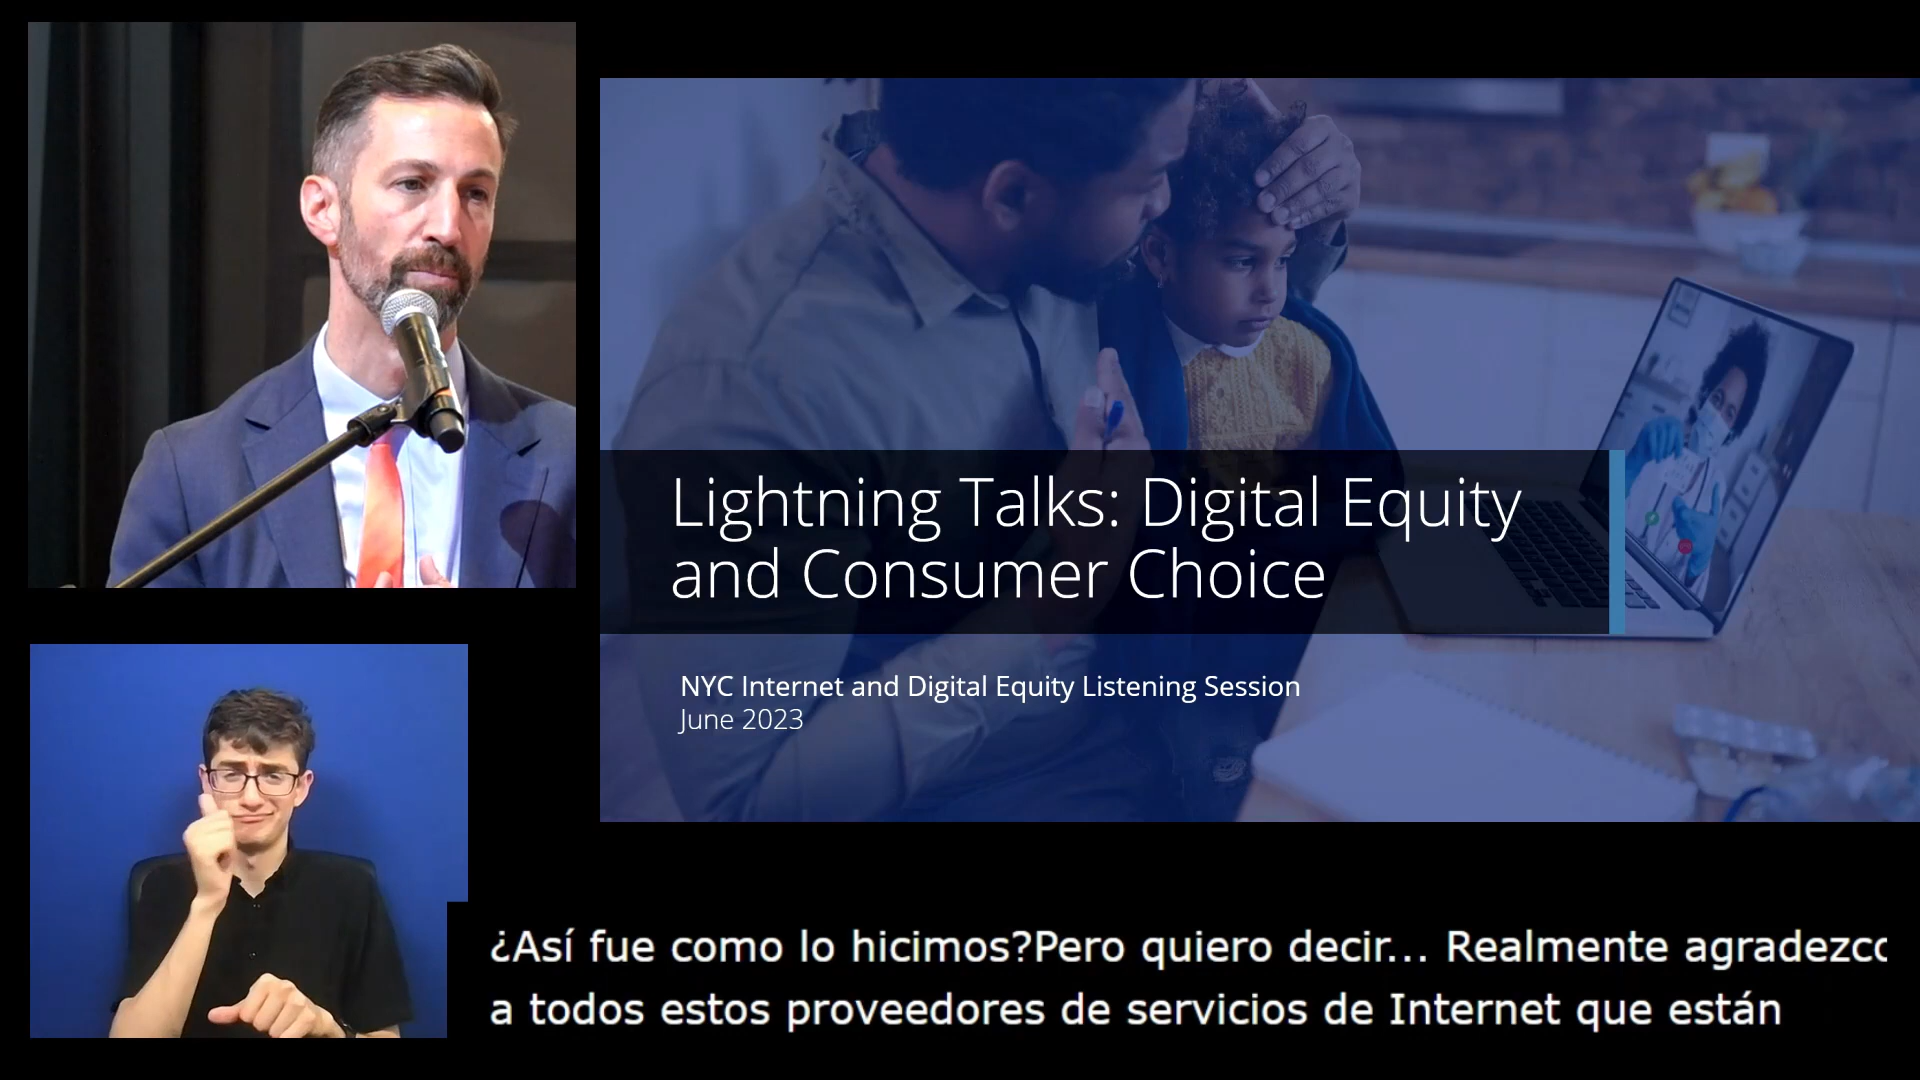 Lightning Talks: Digital Equity
and Consumer Choice
NYC Internet and Digital Equity Listening Session
June 2023
¿Así fue como lo hicimos?Pero quiero decir... Realmente agradezco
a todos estos proveedores de servicios de Internet que están